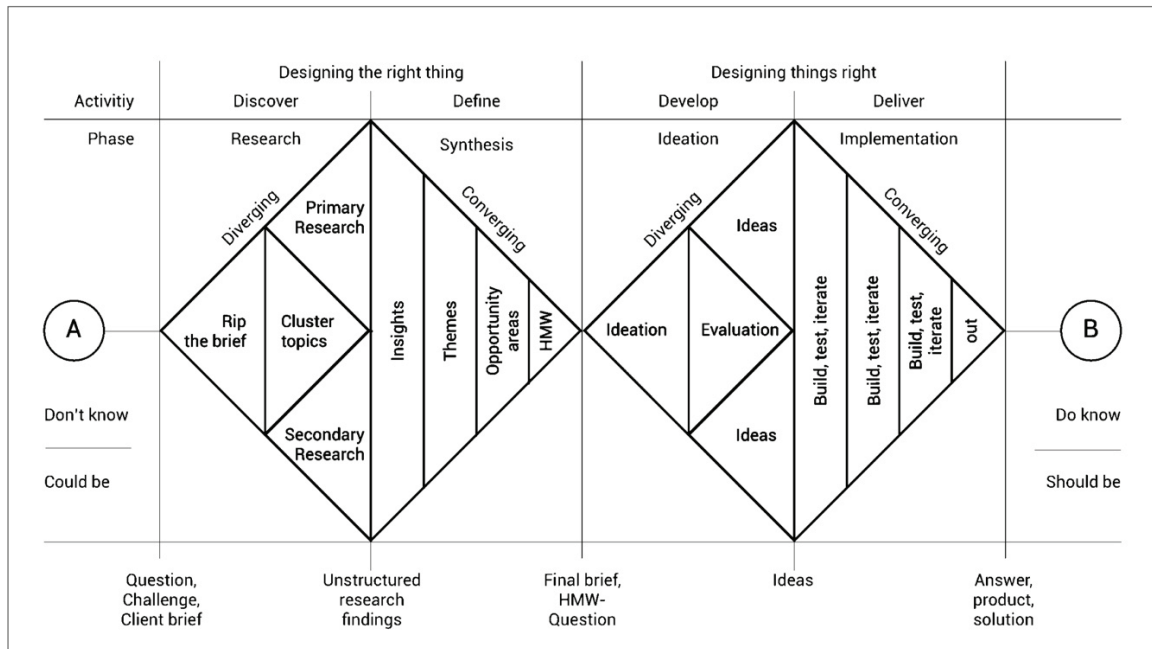 Designing the right thing
Designing things right
Activitiy
Discover
Define
Develop
Deliver
Phase
Research
Synthesis
Ideation
Implementation
Diverging
Converging
Diverging
Converging
Primary
Research
Ideas
A
Rip
the brief
Cluster
topics
Insights
Themes
Opportunity
areas
HMW
Ideation
Evaluation
Build, test, iterate
Build, test, iterate
Build, test,
iterate
out
B
Don't know
Could be
Secondary
Research
Ideas
Do know
Should be
Question,
Challenge,
Client brief
Unstructured
research
findings
Final brief,
HMW-
Question
Ideas
Answer,
product,
solution